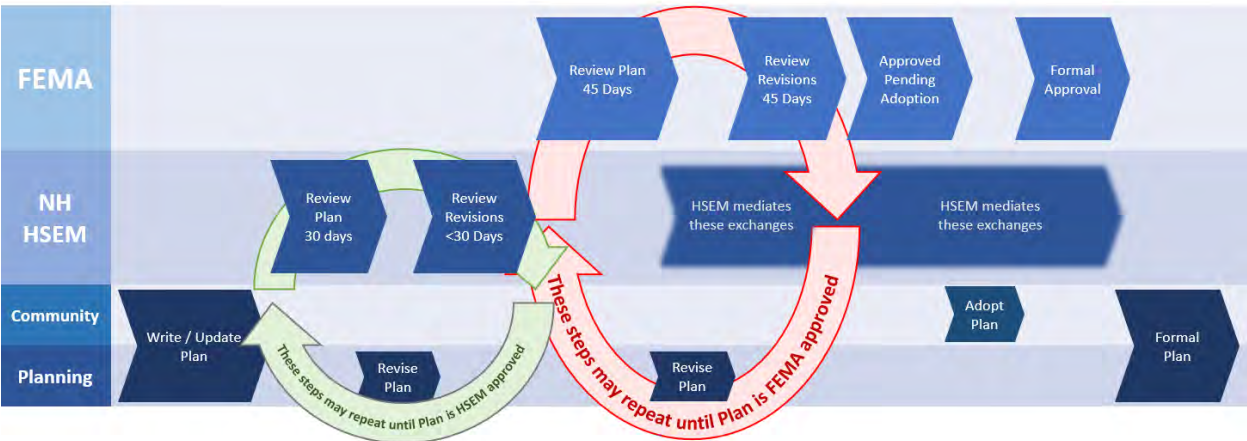 FEMA
Review Plan
45 Days
Review
Revisions
45 Days
Approved
Pending
Adoption
Formal
Approval
NH
HSEM
Review
Plan
30 days
Review
Revisions
<30 Days
HSEM mediates
these exchanges
HSEM mediates
these exchanges
Community
Planning
Write / Update
Plan
Revise
Plan
These steps may repeat until Plan is HSEM approved
Revise
Plan
These steps may repeat until Plan is FEMA approved
Adopt
Plan
Formal
Plan